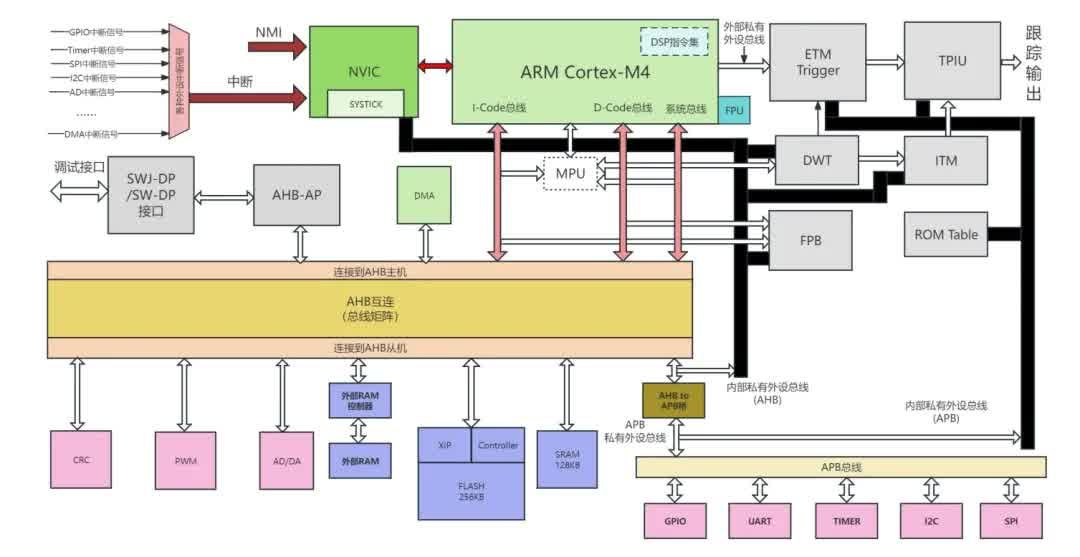 GPIO中断信号
Timer中断信号
SPI中断信号
I2C中断信号
AD中断信号
……
DMA中断信号
NMI
中断
NVIC
SYSTICK
ARM Cortex-M4
DSP指令集
I-Code总线
D-Code总线
系统总线
FPU
外部私有
外设总线
ETM
Trigger
TPIU
跟踪输出
调试接口
SWJ-DP
/SW-DP
接口
AHB-AP
DMA
MPU
DWT
ITM
FPB
ROM Table
连接到AHB主机
AHB互连
（总线矩阵）
连接到AHB从机
外部RAM
控制器
外部RAM
AHB to
APB桥
内部私有外设总线
(AHB)
内部私有外设总线
(APB)
APB
私有外设总线
CRC
PWM
AD/DA
XIP
Controller
FLASH
256KB
SRAM
128KB
APB总线
GPIO
UART
TIMER
I2C
SPI